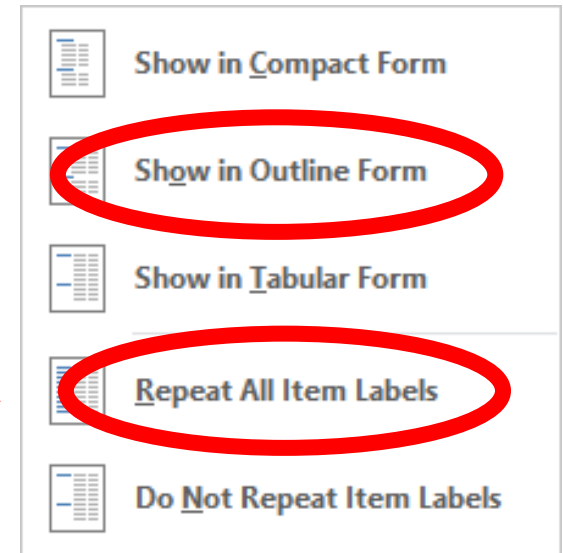 Show in Compact Form
Show in Outline Form
Show in Tabular Form
Repeat All Item Labels
Do Not Repeat Item Labels